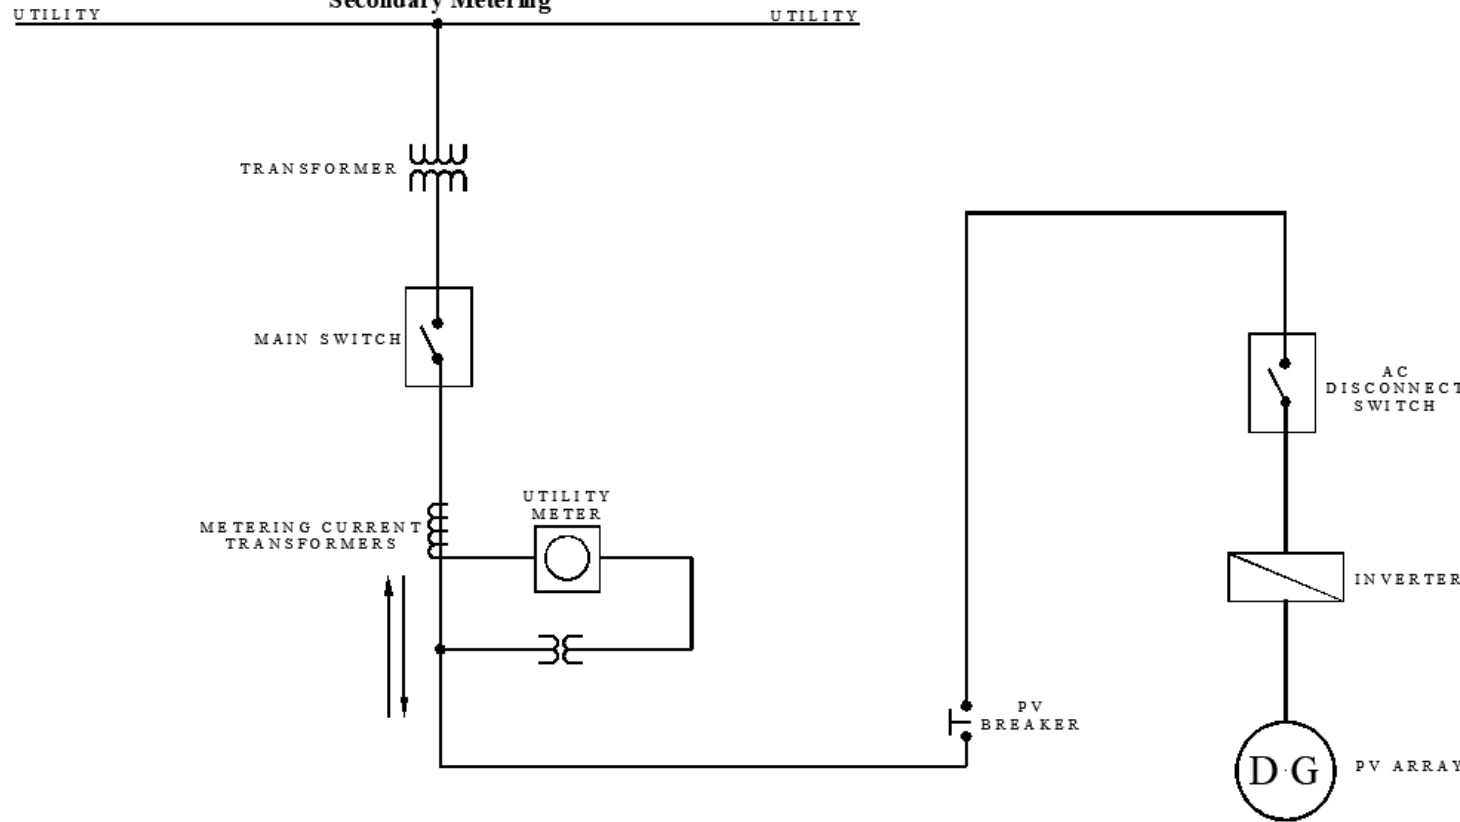 Secondary Metering
UTILITY
UTILITY
TRANSFORMER
MAIN SWITCH
AC
DISCONNECT
SWITCH
UTILITY
METER
METERING CURRENT
TRANSFORMERS
INVERTER
PV
BREAKER
D·G
PV ARRAY